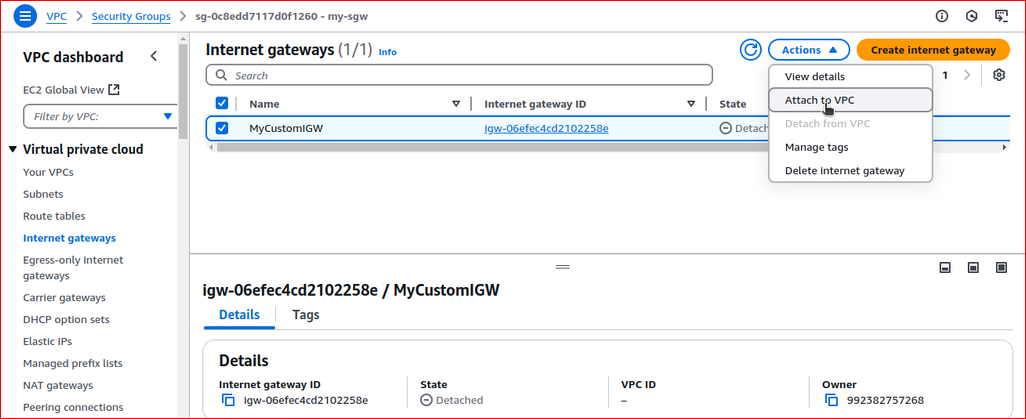 VPC > Security Groups > sg-0c8edd7117d0f1260 - my-sgw
VPC dashboard
EC2 Global View
Filter by VPC:
Virtual private cloud
Your VPCs
Subnets
Route tables
Internet gateways
Egress-only Internet
gateways
Carrier gateways
DHCP option sets
Elastic IPs
Managed prefix lists
NAT gateways
Peering connections
Internet gateways (1/1) Info
Actions
Create internet gateway
Search
1
View details
Attach to VPC
Detach from VPC
Manage tags
Delete internet gateway
Name Internet gateway ID State
MyCustomIGW igw-06efec4cd2102258e Detach
igw-06efec4cd2102258e / MyCustomIGW
Details Tags
Details
Internet gateway ID State VPC ID Owner
igw-06efec4cd2102258e Detached – 992382757268